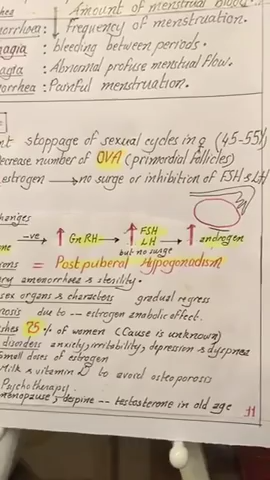 Amount of menstrual blood
Frequency of menstruation.
: bleeding between periods.
: Abnormal profuse menstrual flow.
: Painful menstruation.
stoppage of sexual cycles in ♀ (45-55)
decrease number of OVA (primordial follicles)
estrogen → no surge or inhibition of FSH & LH
changes
-ve ↑ GnRH → ↑ FSH
LH → ↑ androgen
but no surge
= Postpuberal Hypogonadism
amenorrhea & sterility.
sex organs & characters gradual regress
due to -- estrogen anabolic effect.
75 % of women (Cause is unknown)
disorders anxiety, irritability, depression & dyspnea
Small doses of estrogen
Milk & vitamin D to avoid osteoporosis
Psychotherapy.
menopause, despine -- testosterone in old age
11